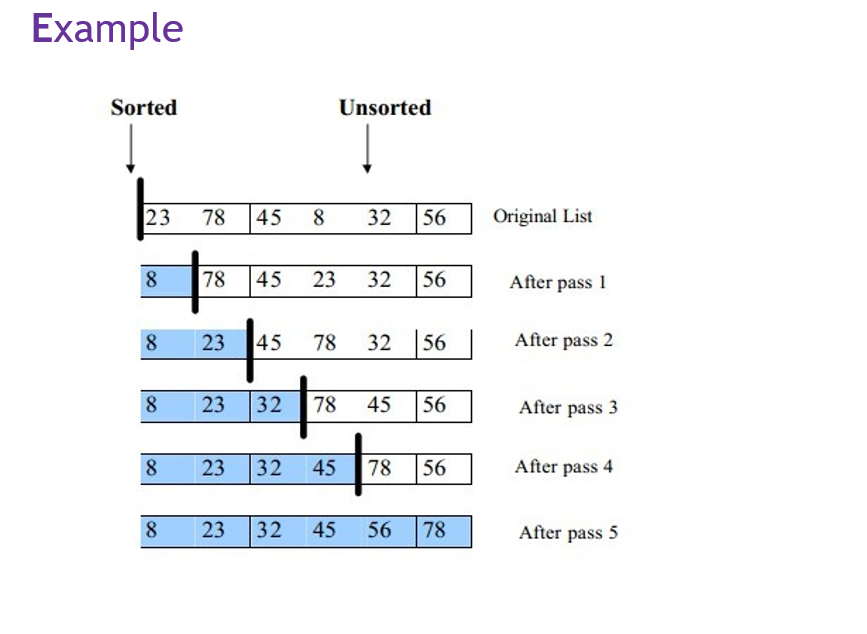 Example
Sorted Unsorted
23 78 45 8 32 56 Original List
8 78 45 23 32 56 After pass 1
8 23 45 78 32 56 After pass 2
8 23 32 78 45 56 After pass 3
8 23 32 45 78 56 After pass 4
8 23 32 45 56 78 After pass 5